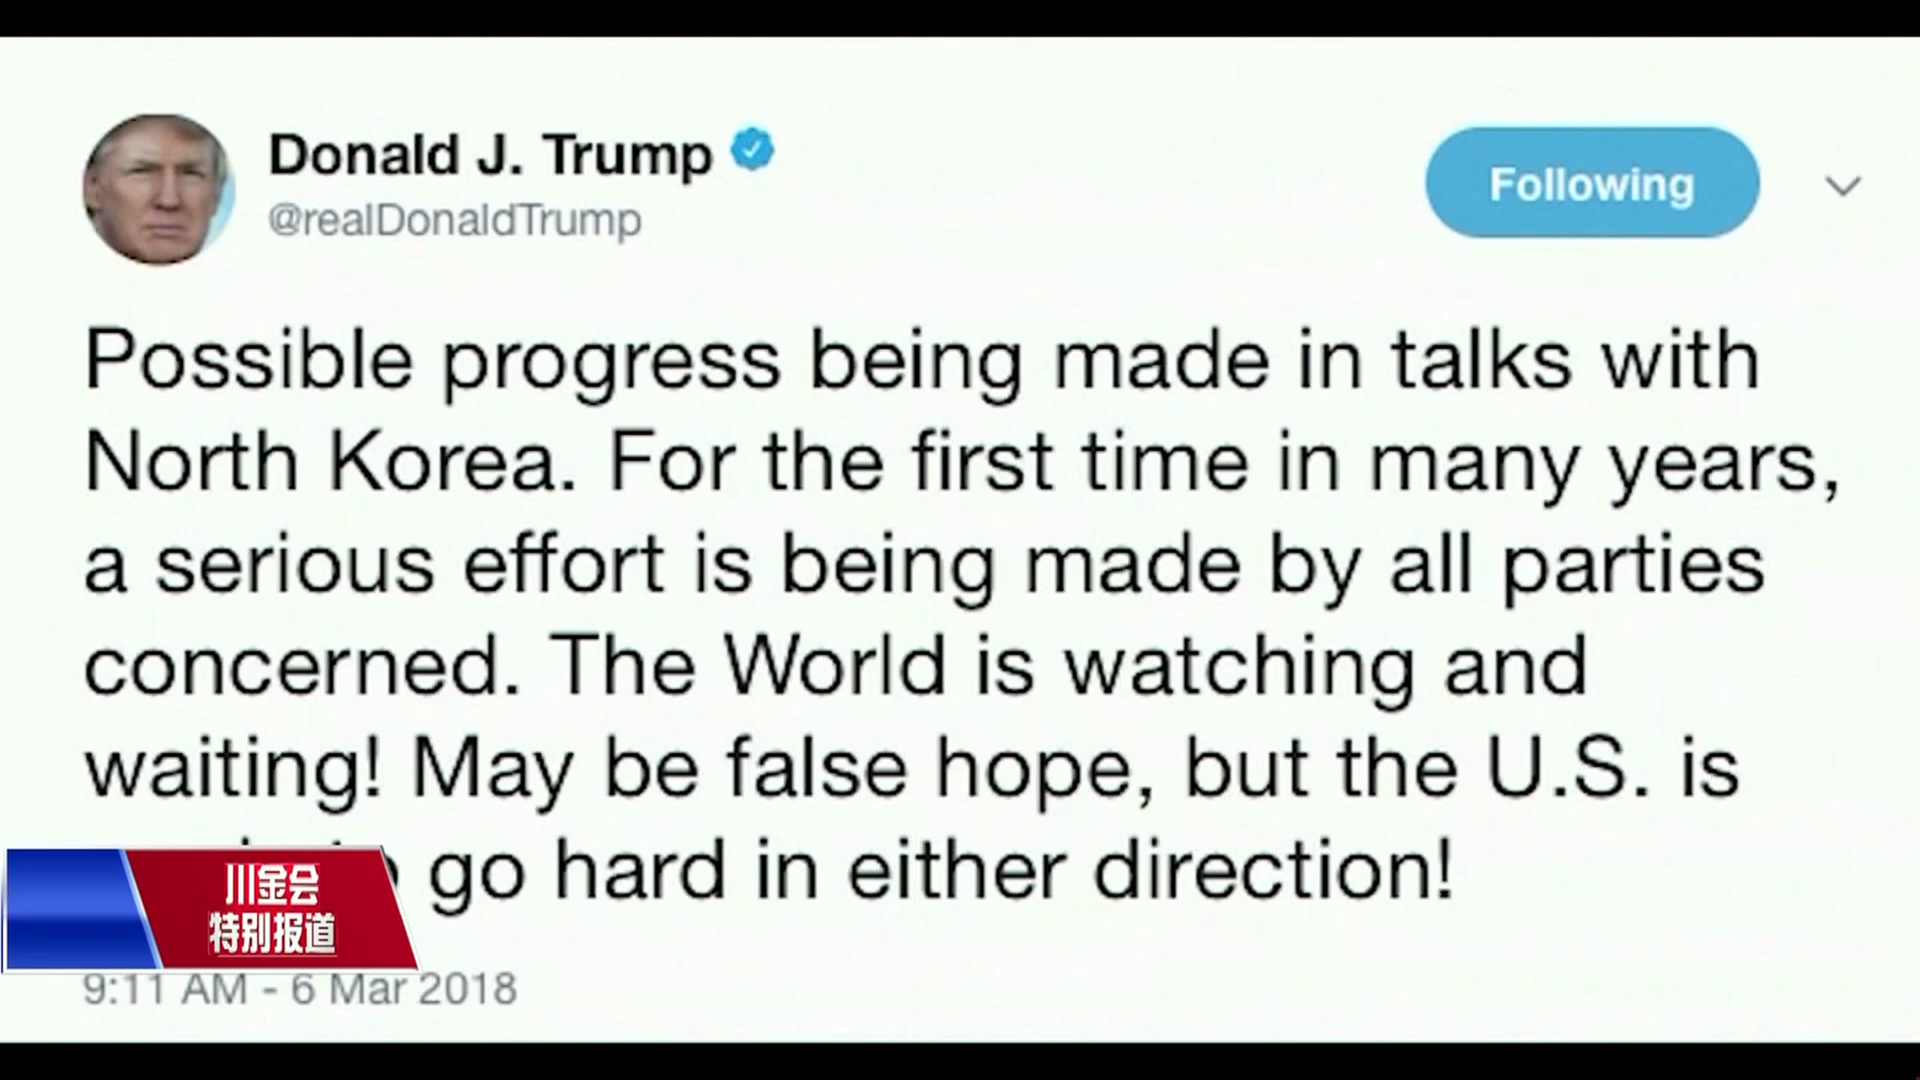 Donald J. Trump
@realDonaldTrump
Following
Possible progress being made in talks with
North Korea. For the first time in many years,
a serious effort is being made by all parties
concerned. The World is watching and
waiting! May be false hope, but the U.S. is
go hard in either direction!
川金会
特别报道
9:11 AM - 6 Mar 2018